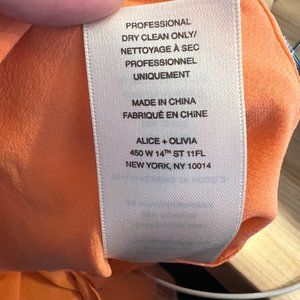 PROFESSIONAL
DRY CLEAN ONLY/
NETTOYAGE À SEC
PROFESSIONNEL
UNIQUEMENT
MADE IN CHINA
FABRIQUÉ EN CHINE
ALICE + OLIVIA
450 W 14TH ST 11FL
NEW YORK, NY 10014